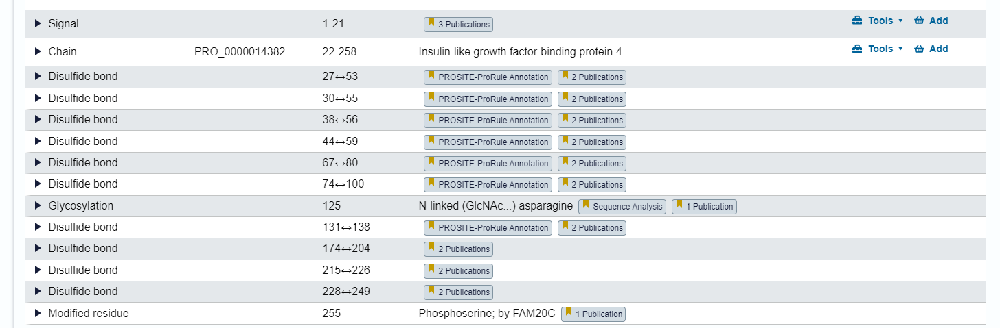 Signal 1-21 3 Publications Tools Add
Chain PRO_0000014382 22-258 Insulin-like growth factor-binding protein 4 Tools Add
Disulfide bond 27↔53 PROSITE-ProRule Annotation 2 Publications
Disulfide bond 30↔55 PROSITE-ProRule Annotation 2 Publications
Disulfide bond 38↔56 PROSITE-ProRule Annotation 2 Publications
Disulfide bond 44↔59 PROSITE-ProRule Annotation 2 Publications
Disulfide bond 67↔80 PROSITE-ProRule Annotation 2 Publications
Disulfide bond 74↔100 PROSITE-ProRule Annotation 2 Publications
Glycosylation 125 N-linked (GlcNAc...) asparagine Sequence Analysis 1 Publication
Disulfide bond 131↔138 PROSITE-ProRule Annotation 2 Publications
Disulfide bond 174↔204 2 Publications
Disulfide bond 215↔226 2 Publications
Disulfide bond 228↔249 2 Publications
Modified residue 255 Phosphoserine; by FAM20C 1 Publication